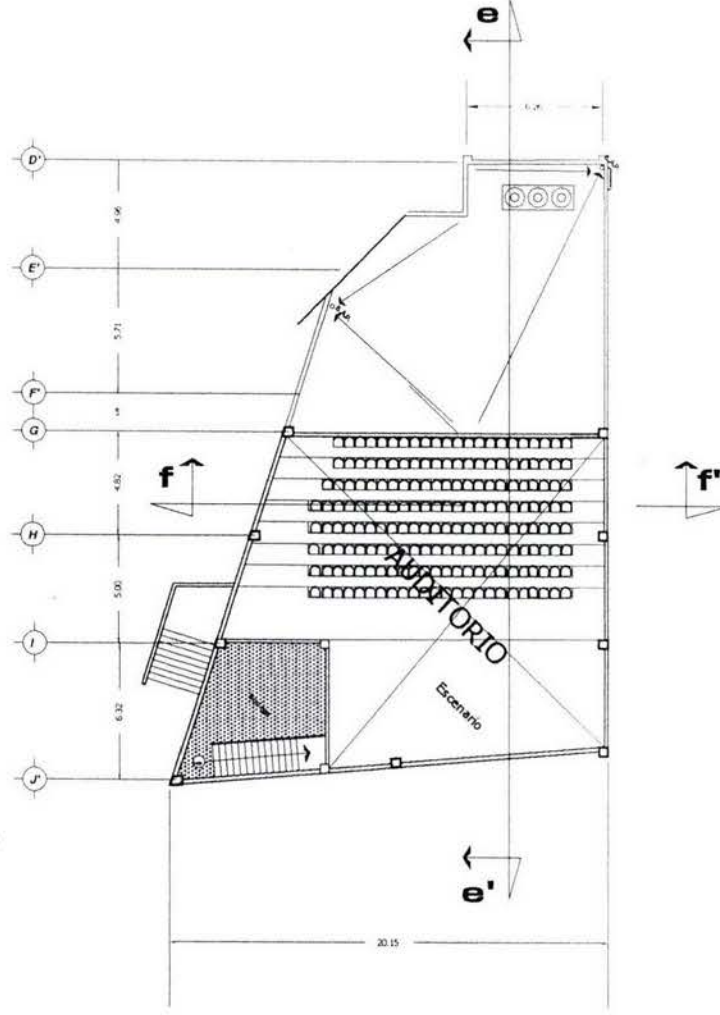 e
D'
4.96
E'
B.A.P.
5.71
F'
G
f
f'
4.82
H
AUDITORIO
5.00
I
Escenario
6.32
J'
e'
20.15